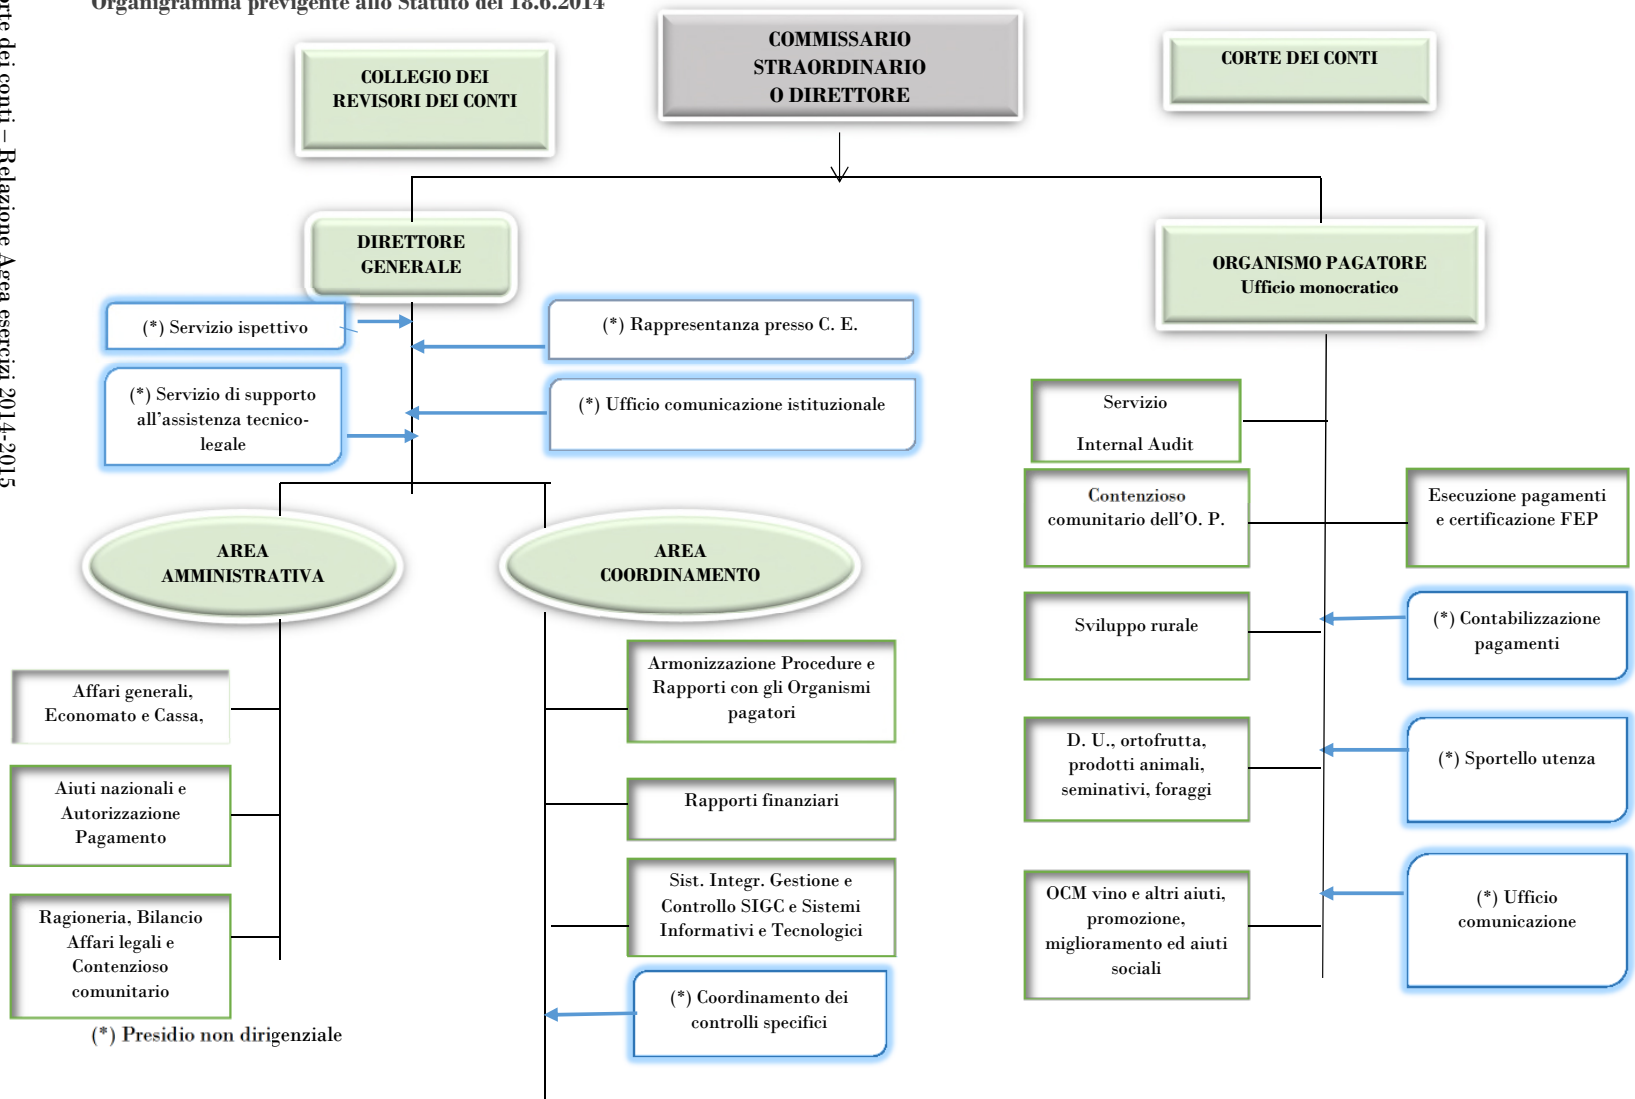 Organigramma previgente allo Statuto del 18.6.2014
orte dei conti – Relazione Agea esercizi 2014-2015
COLLEGIO DEI
REVISORI DEI CONTI
COMMISSARIO
STRAORDINARIO
O DIRETTORE
CORTE DEI CONTI
DIRETTORE
GENERALE
ORGANISMO PAGATORE
Ufficio monocratico
(*) Servizio ispettivo
(*) Rappresentanza presso C. E.
(*) Servizio di supporto
all'assistenza tecnico-
legale
(*) Ufficio comunicazione istituzionale
AREA
AMMINISTRATIVA
AREA
COORDINAMENTO
Affari generali,
Economato e Cassa,
Aiuti nazionali e
Autorizzazione
Pagamento
Ragioneria, Bilancio
Affari legali e
Contenzioso
comunitario
Armonizzazione Procedure e
Rapporti con gli Organismi
pagatori
Rapporti finanziari
Sist. Integr. Gestione e
Controllo SIGC e Sistemi
Informativi e Tecnologici
(*) Coordinamento dei
controlli specifici
Servizio
Internal Audit
Contenzioso
comunitario dell'O. P.
Esecuzione pagamenti
e certificazione FEP
Sviluppo rurale
(*) Contabilizzazione
pagamenti
D. U., ortofrutta,
prodotti animali,
seminativi, foraggi
(*) Sportello utenza
OCM vino e altri aiuti,
promozione,
miglioramento ed aiuti
sociali
(*) Ufficio
comunicazione
(*) Presidio non dirigenziale